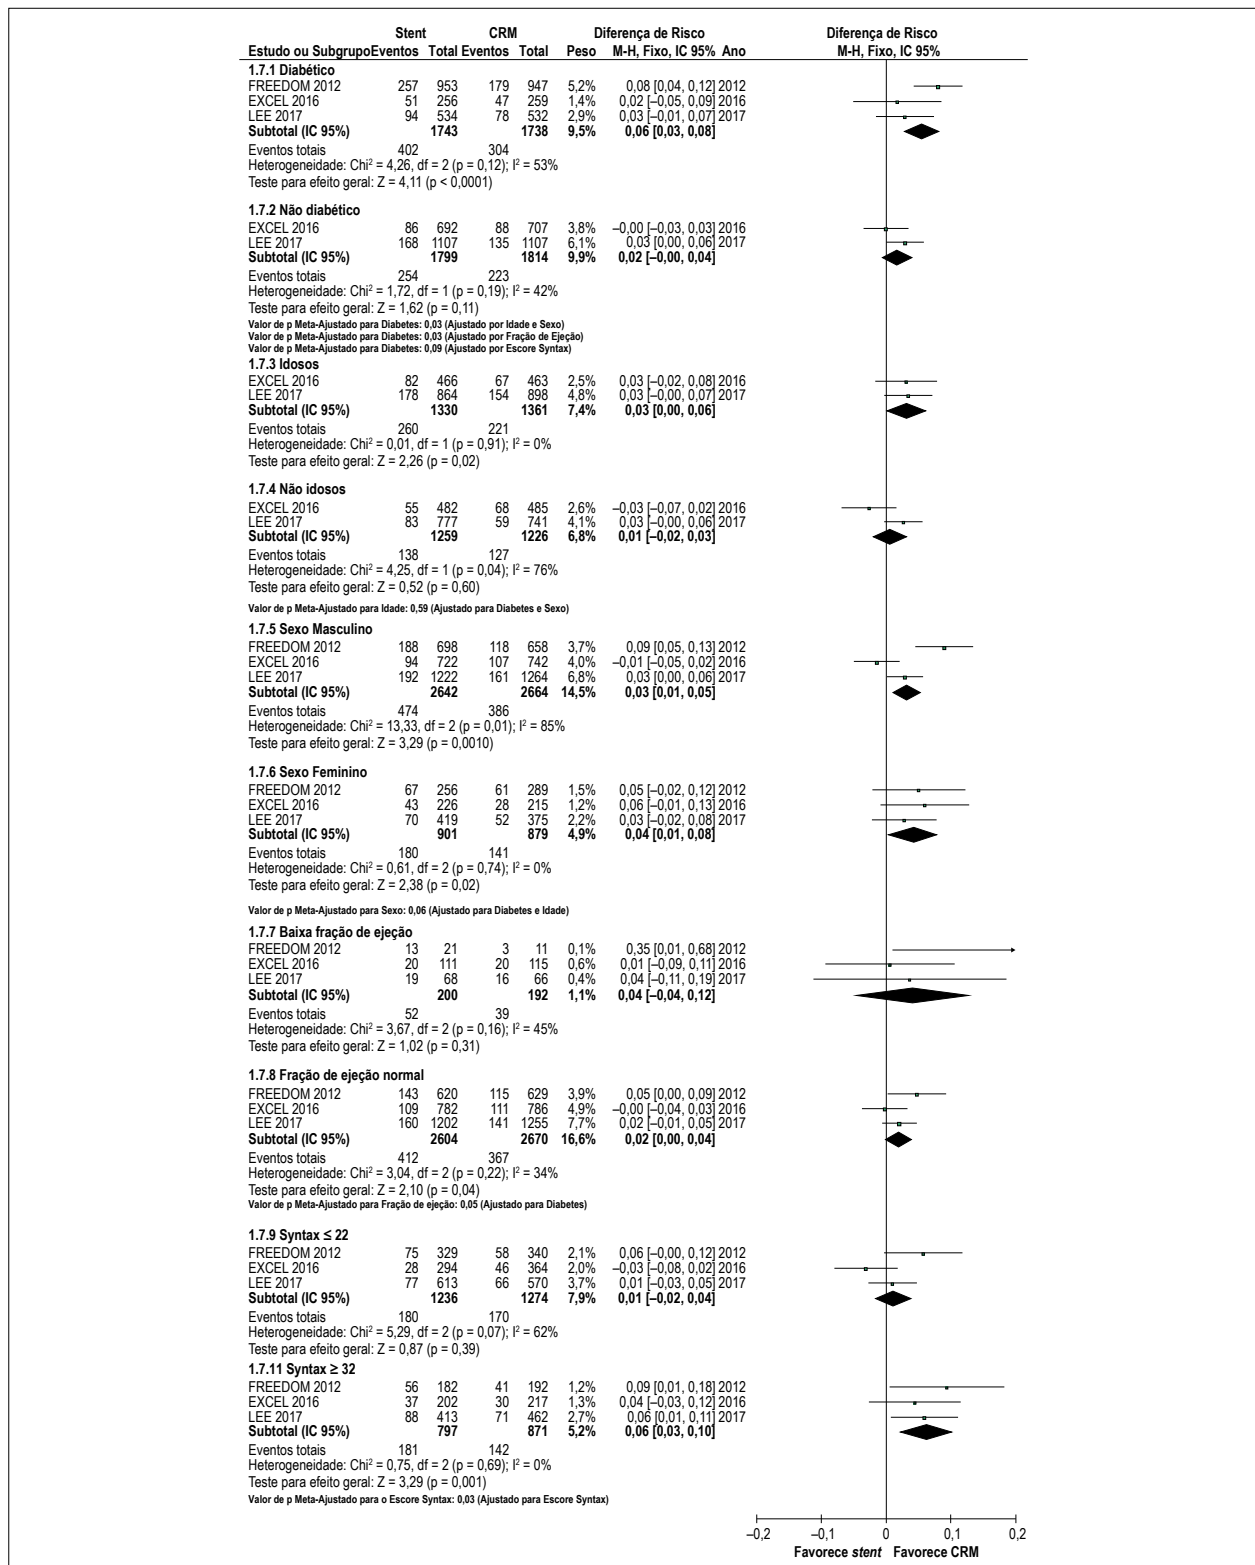 Stent CRM Diferença de Risco Diferença de Risco
Estudo ou Subgrupo Eventos Total Eventos Total Peso M-H, Fixo, IC 95% Ano M-H, Fixo, IC 95%
1.7.1 Diabético
FREEDOM 2012 257 953 179 947 5,2% 0,08 [0,04, 0,12] 2012
EXCEL 2016 51 256 47 259 1,4% 0,02 [–0,05, 0,09] 2016
LEE 2017 94 534 78 532 2,9% 0,03 [–0,01, 0,07] 2017
Subtotal (IC 95%) 1743 1738 9,5% 0,06 [0,03, 0,08]
Eventos totais 402 304
Heterogeneidade: Chi² = 4,26, df = 2 (p = 0,12); I² = 53%
Teste para efeito geral: Z = 4,11 (p < 0,0001)
1.7.2 Não diabético
EXCEL 2016 86 692 88 707 3,8% –0,00 [–0,03, 0,03] 2016
LEE 2017 168 1107 135 1107 6,1% 0,03 [0,00, 0,06] 2017
Subtotal (IC 95%) 1799 1814 9,9% 0,02 [–0,00, 0,04]
Eventos totais 254 223
Heterogeneidade: Chi² = 1,72, df = 1 (p = 0,19); I² = 42%
Teste para efeito geral: Z = 1,62 (p = 0,11)
Valor de p Meta-Ajustado para Diabetes: 0,03 (Ajustado por Idade e Sexo)
Valor de p Meta-Ajustado para Diabetes: 0,03 (Ajustado por Fração de Ejeção)
Valor de p Meta-Ajustado para Diabetes: 0,09 (Ajustado por Escore Syntax)
1.7.3 Idosos
EXCEL 2016 82 466 67 463 2,5% 0,03 [–0,02, 0,08] 2016
LEE 2017 178 864 154 898 4,8% 0,03 [–0,00, 0,07] 2017
Subtotal (IC 95%) 1330 1361 7,4% 0,03 [0,00, 0,06]
Eventos totais 260 221
Heterogeneidade: Chi² = 0,01, df = 1 (p = 0,91); I² = 0%
Teste para efeito geral: Z = 2,26 (p = 0,02)
1.7.4 Não idosos
EXCEL 2016 55 482 68 485 2,6% –0,03 [–0,07, 0,02] 2016
LEE 2017 83 777 59 741 4,1% 0,03 [–0,00, 0,06] 2017
Subtotal (IC 95%) 1259 1226 6,8% 0,01 [–0,02, 0,03]
Eventos totais 138 127
Heterogeneidade: Chi² = 4,25, df = 1 (p = 0,04); I² = 76%
Teste para efeito geral: Z = 0,52 (p = 0,60)
Valor de p Meta-Ajustado para Idade: 0,59 (Ajustado para Diabetes e Sexo)
1.7.5 Sexo Masculino
FREEDOM 2012 188 698 118 658 3,7% 0,09 [0,05, 0,13] 2012
EXCEL 2016 94 722 107 742 4,0% –0,01 [–0,05, 0,02] 2016
LEE 2017 192 1222 161 1264 6,8% 0,03 [0,00, 0,06] 2017
Subtotal (IC 95%) 2642 2664 14,5% 0,03 [0,01, 0,05]
Eventos totais 474 386
Heterogeneidade: Chi² = 13,33, df = 2 (p = 0,01); I² = 85%
Teste para efeito geral: Z = 3,29 (p = 0,0010)
1.7.6 Sexo Feminino
FREEDOM 2012 67 256 61 289 1,5% 0,05 [–0,02, 0,12] 2012
EXCEL 2016 43 226 28 215 1,2% 0,06 [–0,01, 0,13] 2016
LEE 2017 70 419 52 375 2,2% 0,03 [–0,02, 0,08] 2017
Subtotal (IC 95%) 901 879 4,9% 0,04 [0,01, 0,08]
Eventos totais 180 141
Heterogeneidade: Chi² = 0,61, df = 2 (p = 0,74); I² = 0%
Teste para efeito geral: Z = 2,38 (p = 0,02)
Valor de p Meta-Ajustado para Sexo: 0,06 (Ajustado para Diabetes e Idade)
1.7.7 Baixa fração de ejeção
FREEDOM 2012 13 21 3 11 0,1% 0,35 [0,01, 0,68] 2012
EXCEL 2016 20 111 20 115 0,6% 0,01 [–0,09, 0,11] 2016
LEE 2017 19 68 16 66 0,4% 0,04 [–0,11, 0,19] 2017
Subtotal (IC 95%) 200 192 1,1% 0,04 [–0,04, 0,12]
Eventos totais 52 39
Heterogeneidade: Chi² = 3,67, df = 2 (p = 0,16); I² = 45%
Teste para efeito geral: Z = 1,02 (p = 0,31)
1.7.8 Fração de ejeção normal
FREEDOM 2012 143 620 115 629 3,9% 0,05 [0,00, 0,09] 2012
EXCEL 2016 109 782 111 786 4,9% –0,00 [–0,04, 0,03] 2016
LEE 2017 160 1202 141 1255 7,7% 0,02 [–0,01, 0,05] 2017
Subtotal (IC 95%) 2604 2670 16,6% 0,02 [0,00, 0,04]
Eventos totais 412 367
Heterogeneidade: Chi² = 3,04, df = 2 (p = 0,22); I² = 34%
Teste para efeito geral: Z = 2,10 (p = 0,04)
Valor de p Meta-Ajustado para Fração de ejeção: 0,05 (Ajustado para Diabetes)
1.7.9 Syntax ≤ 22
FREEDOM 2012 75 329 58 340 2,1% 0,06 [–0,00, 0,12] 2012
EXCEL 2016 28 294 46 364 2,0% –0,03 [–0,08, 0,02] 2016
LEE 2017 77 613 66 570 3,7% 0,01 [–0,03, 0,05] 2017
Subtotal (IC 95%) 1236 1274 7,9% 0,01 [–0,02, 0,04]
Eventos totais 180 170
Heterogeneidade: Chi² = 5,29, df = 2 (p = 0,07); I² = 62%
Teste para efeito geral: Z = 0,87 (p = 0,39)
1.7.11 Syntax ≥ 32
FREEDOM 2012 56 182 41 192 1,2% 0,09 [0,01, 0,18] 2012
EXCEL 2016 37 202 30 217 1,3% 0,04 [–0,03, 0,12] 2016
LEE 2017 88 413 71 462 2,7% 0,06 [0,01, 0,11] 2017
Subtotal (IC 95%) 797 871 5,2% 0,06 [0,03, 0,10]
Eventos totais 181 142
Heterogeneidade: Chi² = 0,75, df = 2 (p = 0,69); I² = 0%
Teste para efeito geral: Z = 3,29 (p = 0,001)
Valor de p Meta-Ajustado para o Escore Syntax: 0,03 (Ajustado para Escore Syntax)
–0,2 –0,1 0 0,1 0,2
Favorece stent Favorece CRM